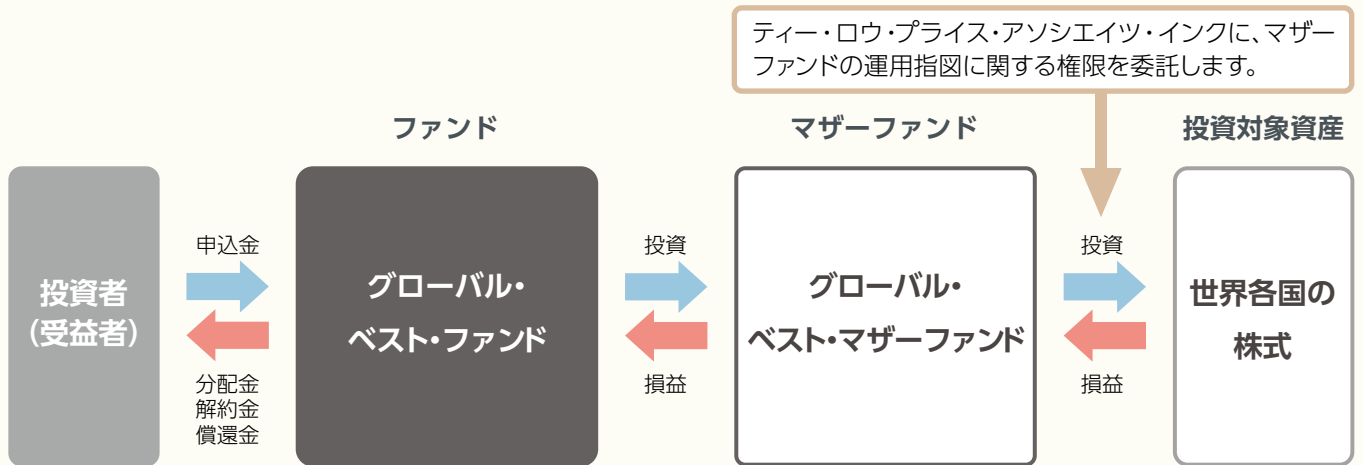 ティー・ロウ・プライス・アソシエイツ・インクに、マザー
ファンドの運用指図に関する権限を委託します。
ファンド
マザーファンド
投資対象資産
投資者
(受益者)
申込金
分配金
解約金
償還金
グローバル・
ベスト・ファンド
投資
損益
グローバル・
ベスト・マザーファンド
投資
損益
世界各国の
株式